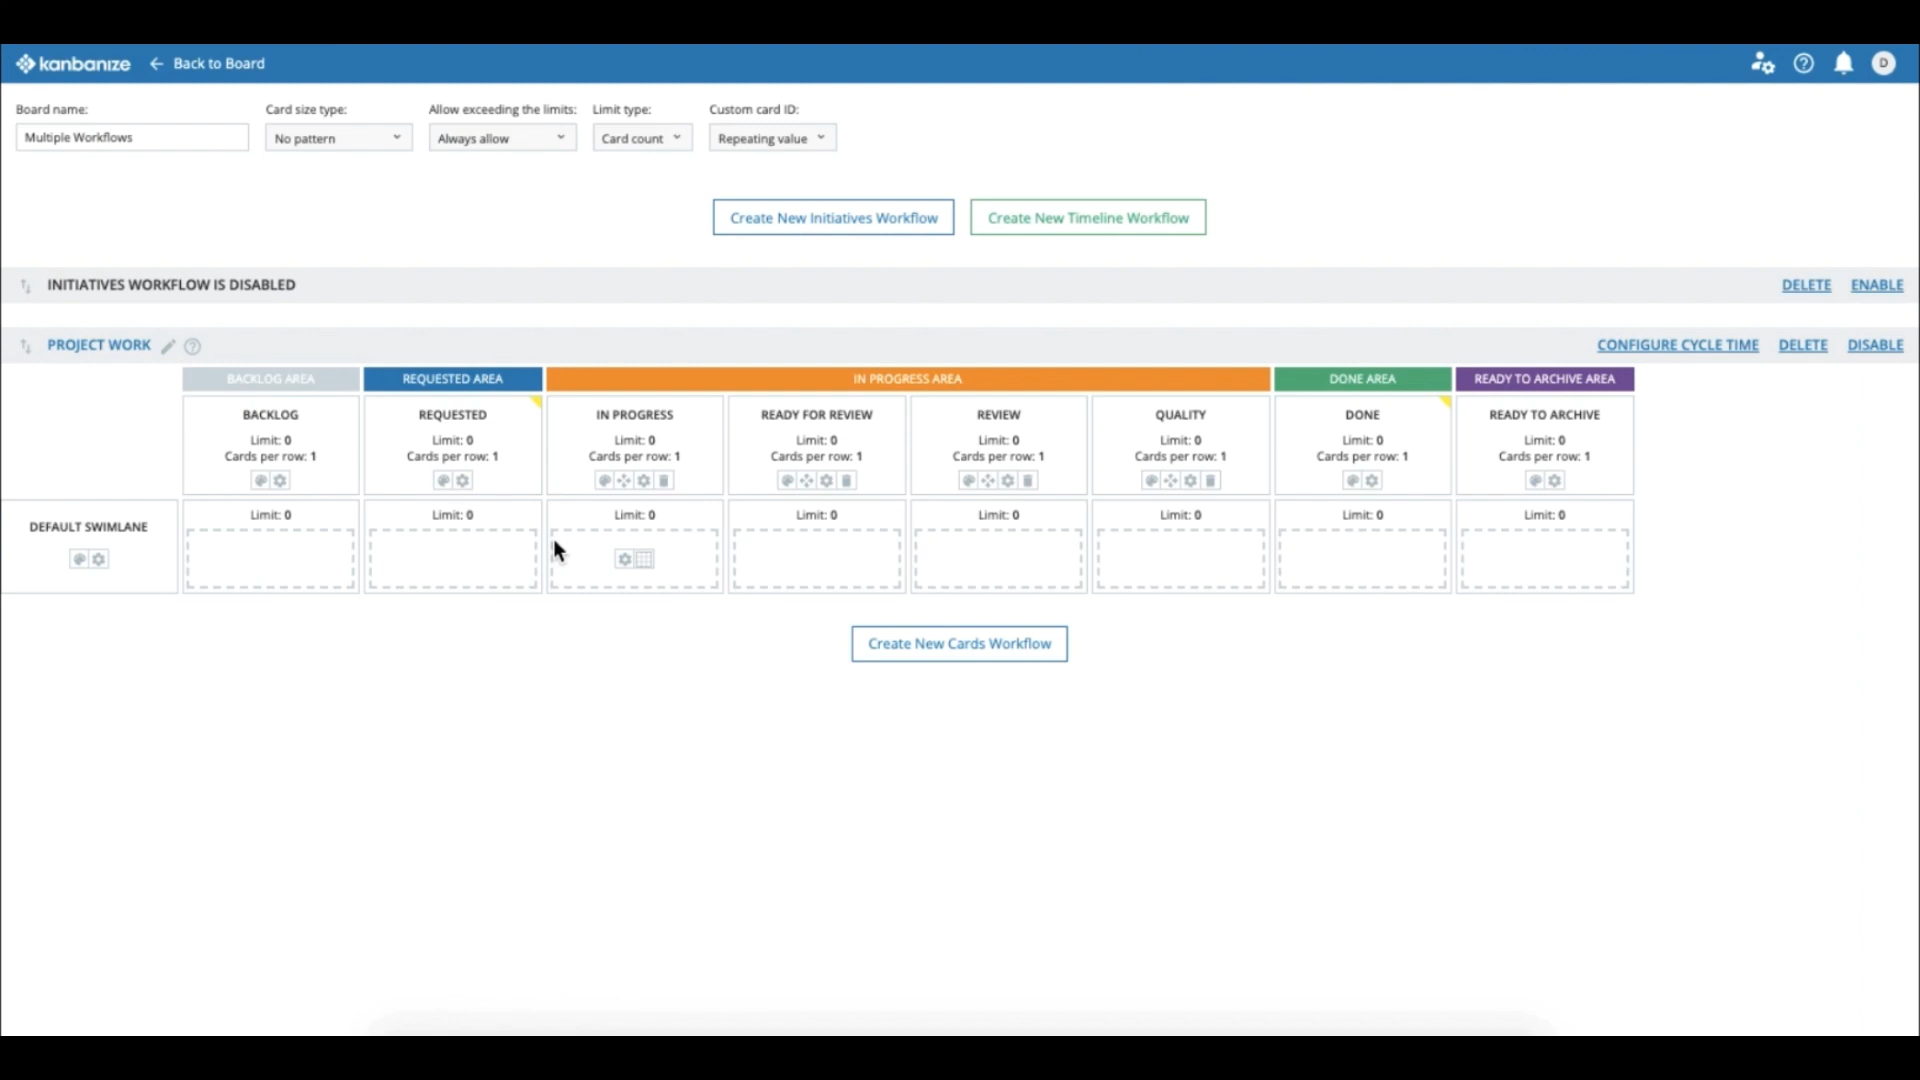 kanbanize Back to Board D
Board name: Card size type: Allow exceeding the limits: Limit type: Custom card ID:
Multiple Workflows No pattern Always allow Card count Repeating value
Create New Initiatives Workflow Create New Timeline Workflow
INITIATIVES WORKFLOW IS DISABLED DELETE ENABLE
PROJECT WORK CONFIGURE CYCLE TIME DELETE DISABLE
BACKLOG AREA REQUESTED AREA IN PROGRESS AREA DONE AREA READY TO ARCHIVE AREA
BACKLOG REQUESTED IN PROGRESS READY FOR REVIEW REVIEW QUALITY DONE READY TO ARCHIVE
Limit: 0 Limit: 0 Limit: 0 Limit: 0 Limit: 0 Limit: 0 Limit: 0 Limit: 0
Cards per row: 1 Cards per row: 1 Cards per row: 1 Cards per row: 1 Cards per row: 1 Cards per row: 1 Cards per row: 1 Cards per row: 1
Limit: 0 Limit: 0 Limit: 0 Limit: 0 Limit: 0 Limit: 0 Limit: 0 Limit: 0
DEFAULT SWIMLANE
Create New Cards Workflow